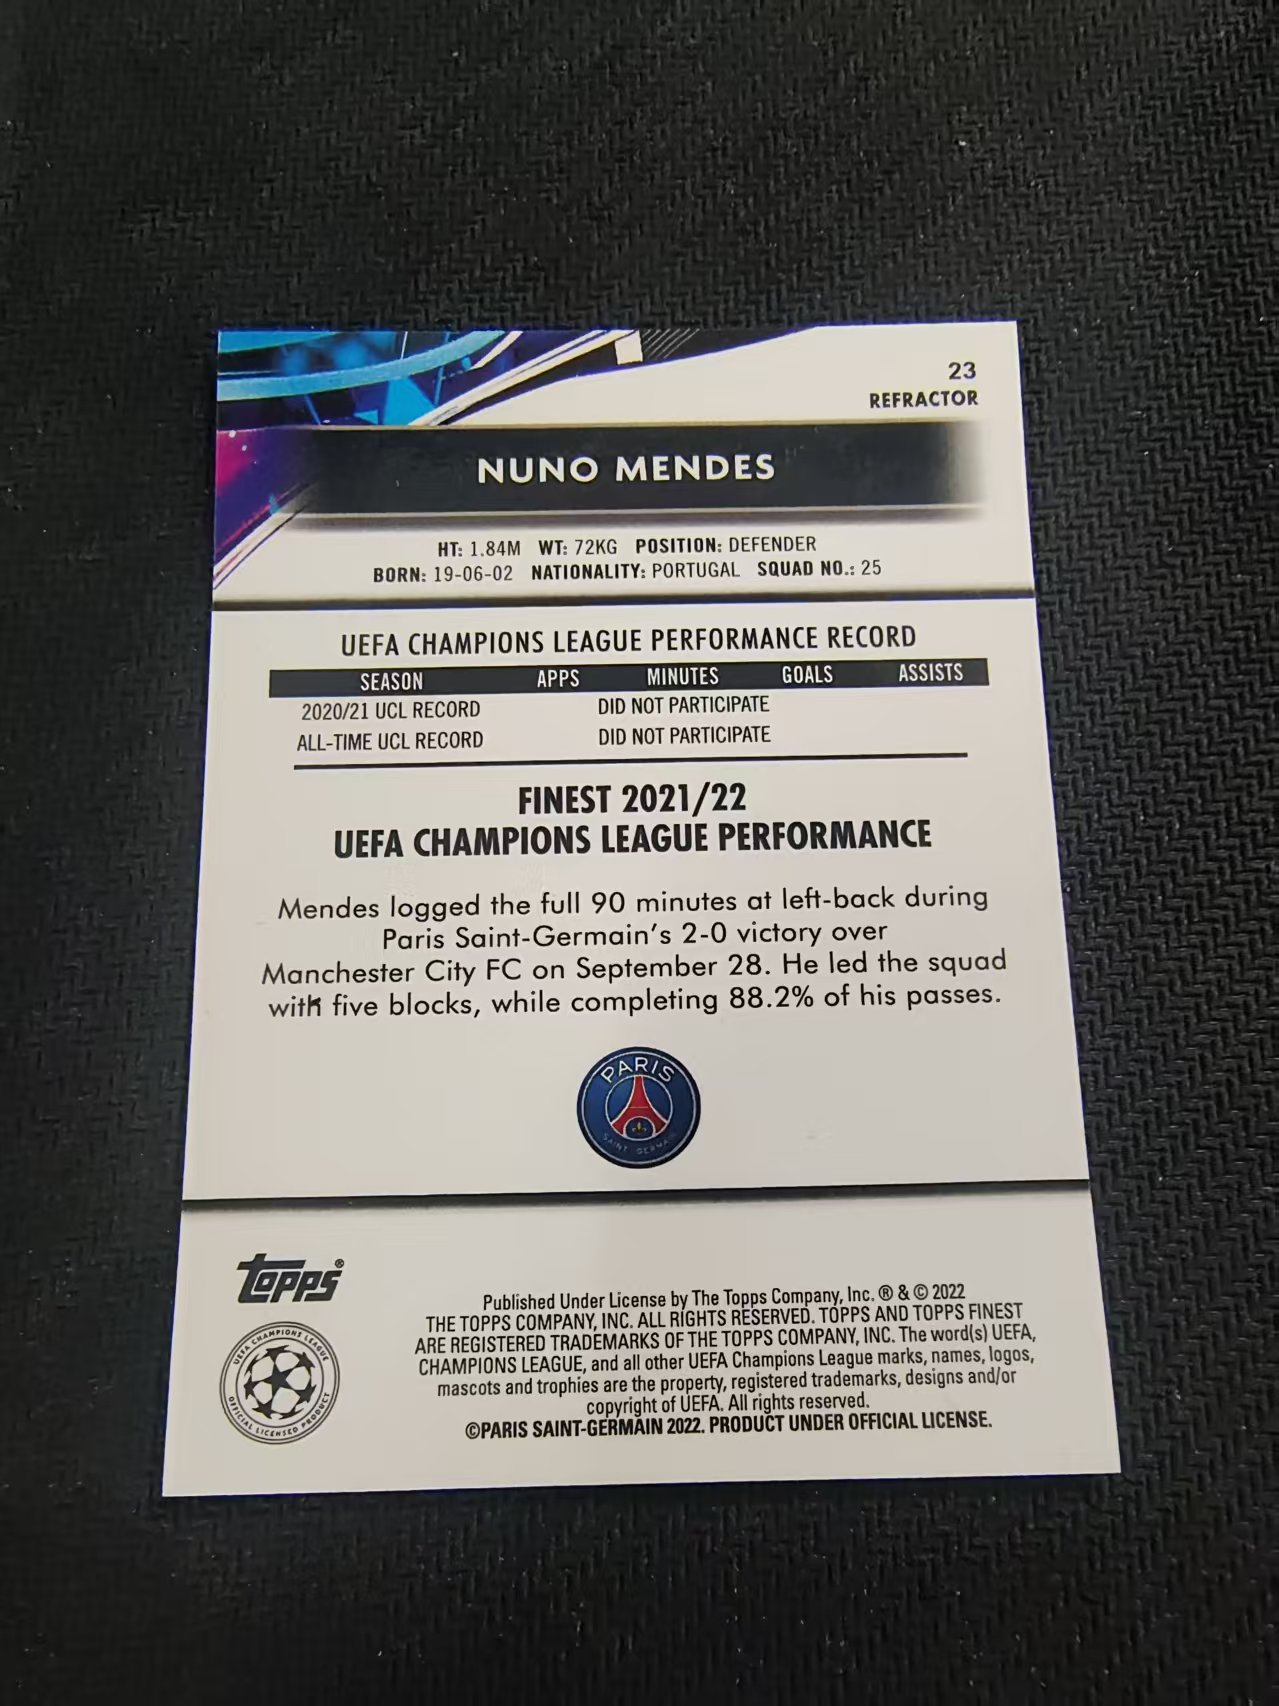 23
REFRACTOR
NUNO MENDES
HT: 1.84M WT: 72KG POSITION: DEFENDER
BORN: 19-06-02 NATIONALITY: PORTUGAL SQUAD NO.: 25
UEFA CHAMPIONS LEAGUE PERFORMANCE RECORD
SEASON APPS MINUTES GOALS ASSISTS
2020/21 UCL RECORD DID NOT PARTICIPATE
ALL-TIME UCL RECORD DID NOT PARTICIPATE
FINEST 2021/22
UEFA CHAMPIONS LEAGUE PERFORMANCE
Mendes logged the full 90 minutes at left-back during
Paris Saint-Germain's 2-0 victory over
Manchester City FC on September 28. He led the squad
with five blocks, while completing 88.2% of his passes.
PARIS
SAINT-GERMAIN
Topps®
UEFA CHAMPIONS LEAGUE
OFFICIAL LICENSED PRODUCT
Published Under License by The Topps Company, Inc. ® & © 2022
THE TOPPS COMPANY, INC. ALL RIGHTS RESERVED. TOPPS AND TOPPS FINEST
ARE REGISTERED TRADEMARKS OF THE TOPPS COMPANY, INC. The word(s) UEFA,
CHAMPIONS LEAGUE, and all other UEFA Champions League marks, names, logos,
mascots and trophies are the property, registered trademarks, designs and/or
copyright of UEFA. All rights reserved.
©PARIS SAINT-GERMAIN 2022. PRODUCT UNDER OFFICIAL LICENSE.